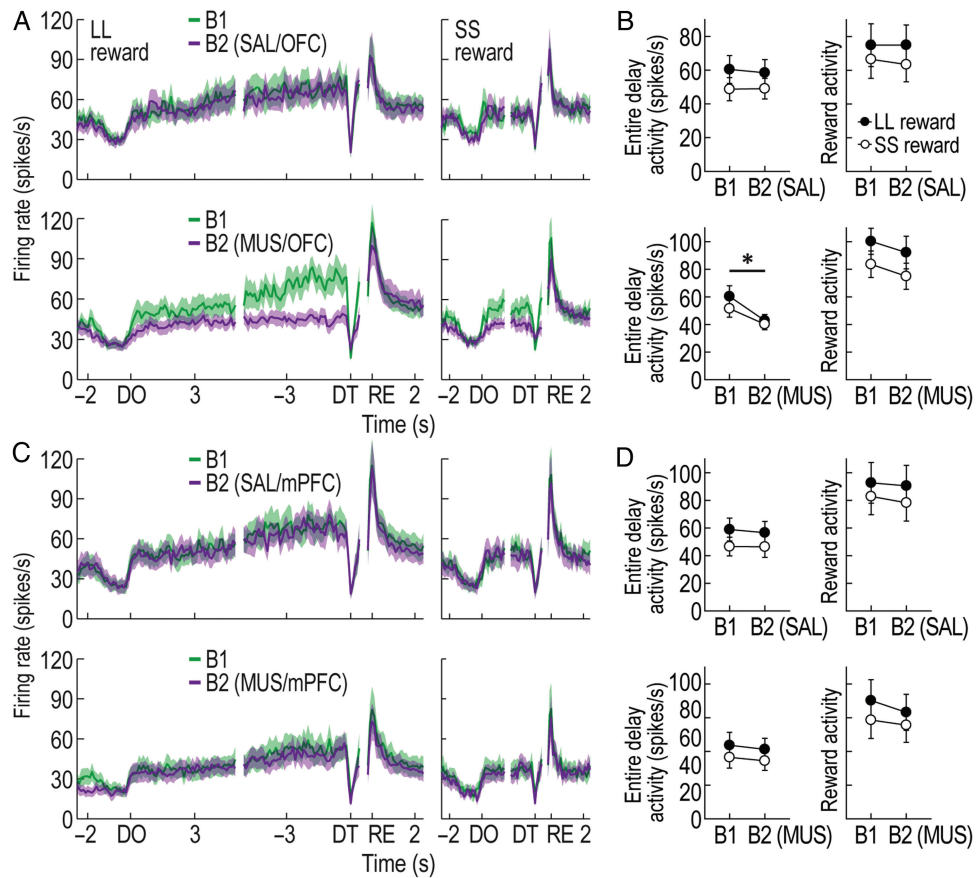 A
LL
reward
B1
B2 (SAL/OFC)
SS
reward
120
90
60
30
0
B1
B2 (MUS/OFC)
120
90
60
30
0
Firing rate (spikes/s)
−2 DO 3 −3 DT RE 2 −2 DO DT RE 2
Time (s)
B
Entire delay
activity (spikes/s)
80
60
40
20
0
B1 B2 (SAL)
Reward activity
LL reward
SS reward
B1 B2 (SAL)
Entire delay
activity (spikes/s)
100
80
60
40
20
0
*
B1 B2 (MUS)
Reward activity
B1 B2 (MUS)
C
B1
B2 (SAL/mPFC)
120
90
60
30
0
B1
B2 (MUS/mPFC)
120
90
60
30
0
Firing rate (spikes/s)
−2 DO 3 −3 DT RE 2 −2 DO DT RE 2
Time (s)
D
Entire delay
activity (spikes/s)
100
80
60
40
20
0
B1 B2 (SAL)
Reward activity
B1 B2 (SAL)
Entire delay
activity (spikes/s)
100
80
60
40
20
0
B1 B2 (MUS)
Reward activity
B1 B2 (MUS)